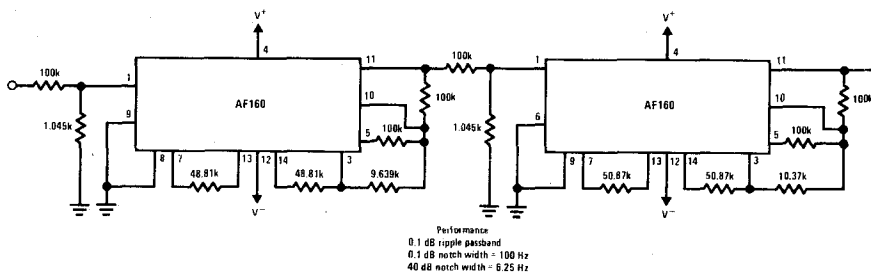 V+
4
1
100k
1.045k
9
AF160
11
10
5
100k
100k
8
7
13
12
14
3
48.81k
48.81k
9.639k
V−
100k
1.045k
V+
4
1
6
AF160
11
10
5
100k
100k
9
7
13
12
14
3
50.87k
50.87k
10.37k
V−
Performance
0.1 dB ripple passband
0.1 dB notch width = 100 Hz
40 dB notch width = 6.25 Hz